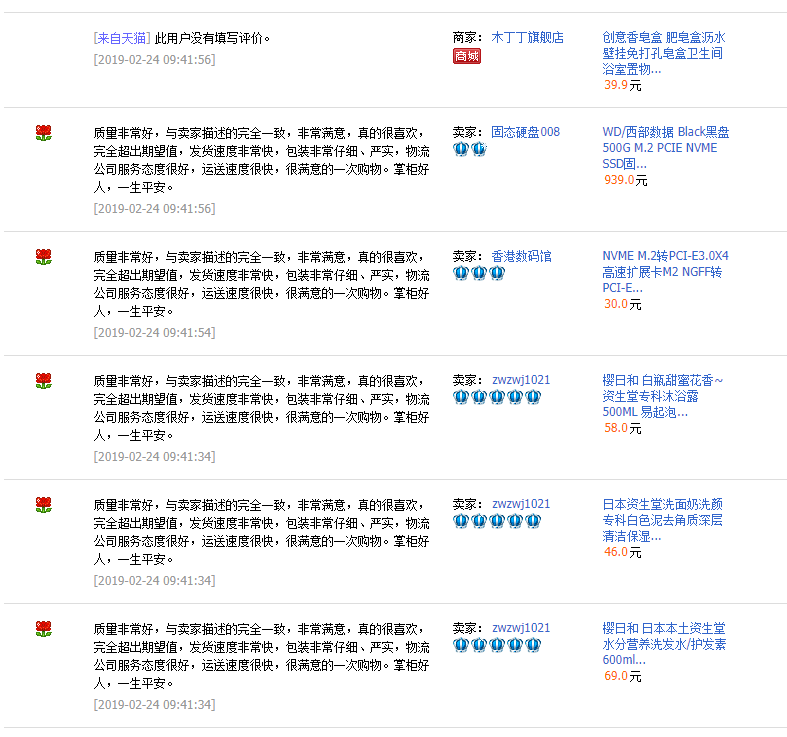 [来自天猫] 此用户没有填写评价。
[2019-02-24 09:41:56]
商家： 木丁丁旗舰店
商城
创意香皂盒 肥皂盒沥水
壁挂免打孔皂盒卫生间
浴室置物...
39.9元
质量非常好，与卖家描述的完全一致，非常满意，真的很喜欢，
完全超出期望值，发货速度非常快，包装非常仔细、严实，物流
公司服务态度很好，运送速度很快，很满意的一次购物。掌柜好
人，一生平安。
[2019-02-24 09:41:56]
卖家： 固态硬盘008
WD/西部数据 Black黑盘
500G M.2 PCIE NVME
SSD固...
939.0元
质量非常好，与卖家描述的完全一致，非常满意，真的很喜欢，
完全超出期望值，发货速度非常快，包装非常仔细、严实，物流
公司服务态度很好，运送速度很快，很满意的一次购物。掌柜好
人，一生平安。
[2019-02-24 09:41:54]
卖家： 香港数码馆
NVME M.2转PCI-E3.0X4
高速扩展卡M2 NGFF转
PCI-E...
30.0元
质量非常好，与卖家描述的完全一致，非常满意，真的很喜欢，
完全超出期望值，发货速度非常快，包装非常仔细、严实，物流
公司服务态度很好，运送速度很快，很满意的一次购物。掌柜好
人，一生平安。
[2019-02-24 09:41:34]
卖家： zwzwj1021
樱日和 白瓶甜蜜花香~
资生堂专科沐浴露
500ML 易起泡...
58.0元
质量非常好，与卖家描述的完全一致，非常满意，真的很喜欢，
完全超出期望值，发货速度非常快，包装非常仔细、严实，物流
公司服务态度很好，运送速度很快，很满意的一次购物。掌柜好
人，一生平安。
[2019-02-24 09:41:34]
卖家： zwzwj1021
日本资生堂洗面奶洗颜
专科白色泥去角质深层
清洁保湿...
46.0元
质量非常好，与卖家描述的完全一致，非常满意，真的很喜欢，
完全超出期望值，发货速度非常快，包装非常仔细、严实，物流
公司服务态度很好，运送速度很快，很满意的一次购物。掌柜好
人，一生平安。
[2019-02-24 09:41:34]
卖家： zwzwj1021
樱日和 日本本土资生堂
水分营养洗发水/护发素
600ml...
69.0元